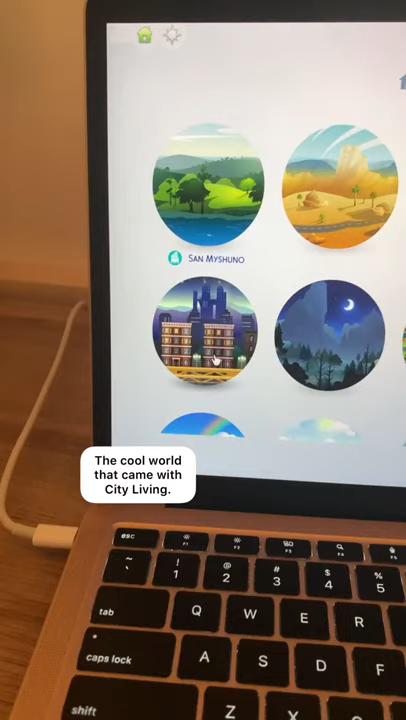 SAN MYSHUNO
The cool world
that came with
City Living.
esc
F1
F2
F3
F4
F5
~
`
!
1
@
2
#
3
$
4
%
5
tab
Q
W
E
R
caps lock
A
S
D
F
shift
Z
X